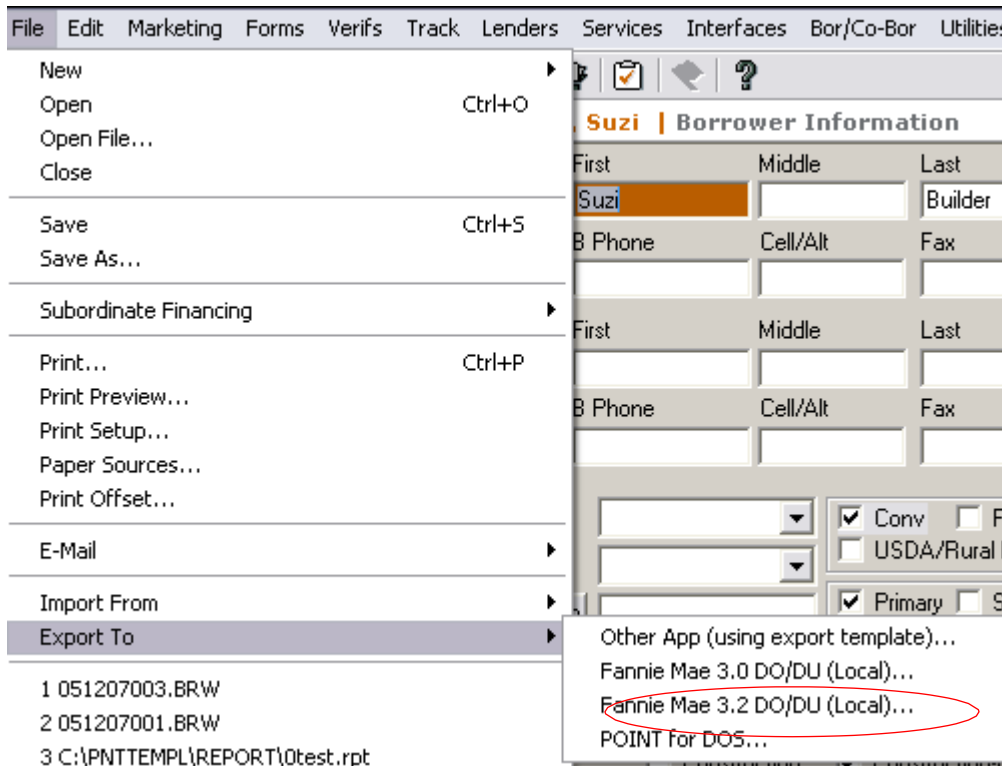 File Edit Marketing Forms Verifs Track Lenders Services Interfaces Bor/Co-Bor Utilities
New
Open Ctrl+O
Open File...
Close
Save Ctrl+S
Save As...
Subordinate Financing
Print... Ctrl+P
Print Preview...
Print Setup...
Paper Sources...
Print Offset...
E-Mail
Import From
Export To
1 051207003.BRW
2 051207001.BRW
3 C:\PNTTEMPL\REPORT\0test.rpt
Other App (using export template)...
Fannie Mae 3.0 DO/DU (Local)...
Fannie Mae 3.2 DO/DU (Local)...
POINT for DOS...
, Suzi | Borrower Information
First Middle Last
Suzi Builder
B Phone Cell/Alt Fax
First Middle Last
B Phone Cell/Alt Fax
Conv F
USDA/Rural
Primary S